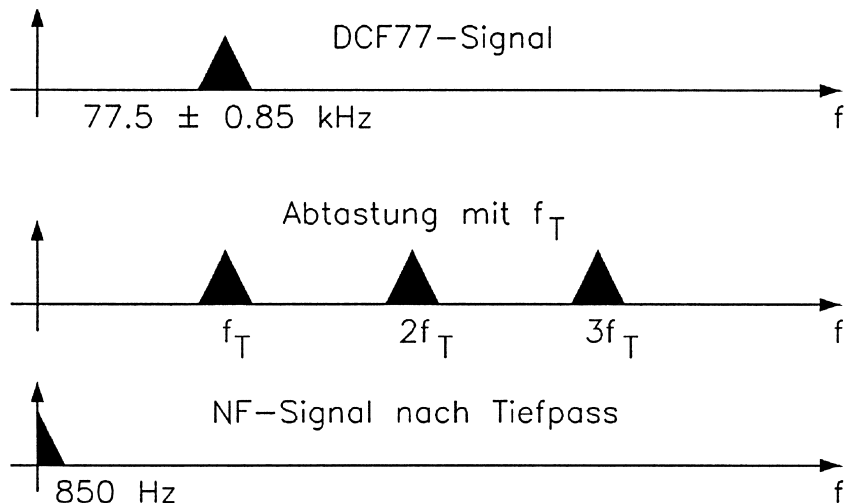 DCF77-Signal
77.5 ± 0.85 kHz
f
Abtastung mit fT
fT 2fT 3fT f
NF-Signal nach Tiefpass
850 Hz f